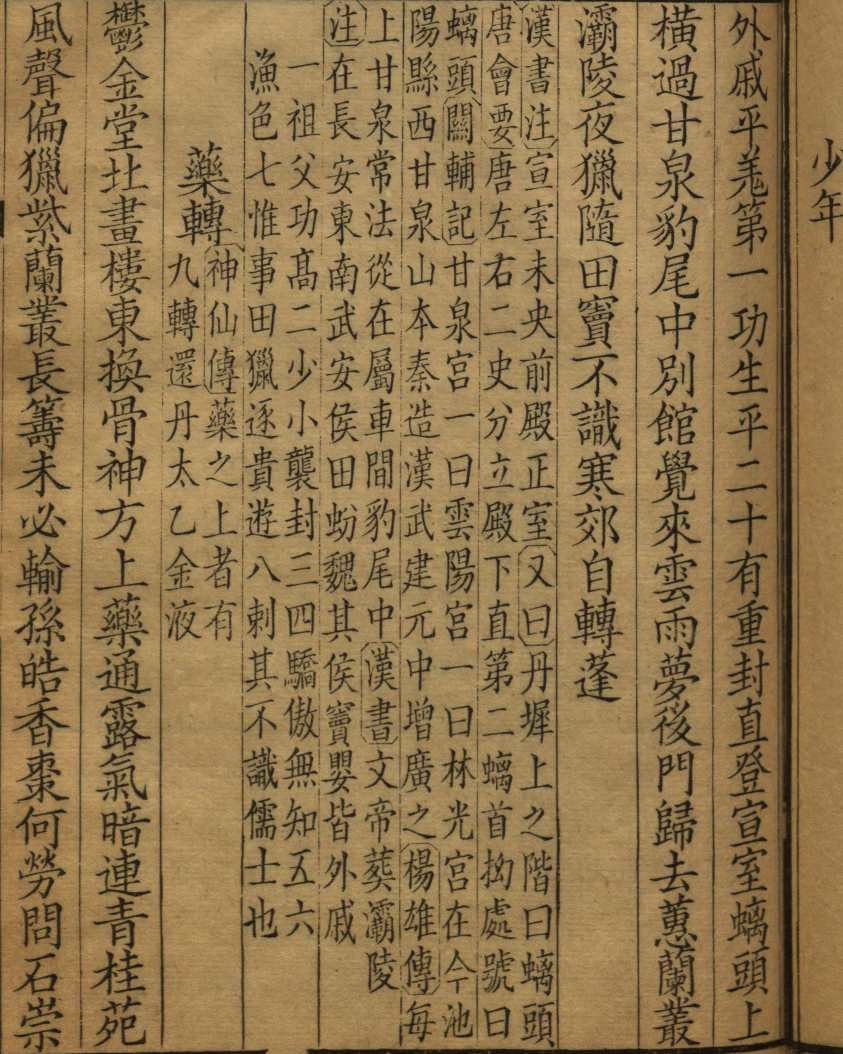 少年
外戚平羌第一功生平二十有重封直登宣室螭頭上
橫過甘泉豹尾中別館覺來雲雨夢後門歸去蕙蘭叢
灞陵夜獵隨田竇不識寒郊自轉蓬
漢書注宣室未央前殿正室又曰丹墀上之階曰螭頭
唐會要唐左右二史分立殿下直第二螭首拗處號曰
螭頭關輔記甘泉宮一曰雲陽宮一曰林光宮在今池
陽縣西甘泉山本秦造漢武建元中增廣之楊雄傳每
上甘泉常法從在屬車間豹尾中漢書文帝葬灞陵
注在長安東南武安侯田蚡魏其侯竇嬰皆外戚
一祖父功髙二少小襲封三四驕傲無知五六
漁色七惟事田獵逐貴遊八刺其不識儒士也
藥轉
神仙傳藥之上者有
九轉還丹太乙金液
鬱金堂北畫樓東換骨神方上藥通露氣暗連青桂苑
風聲偏獵紫蘭叢長籌未必輸孫皓香棗何勞問石崇